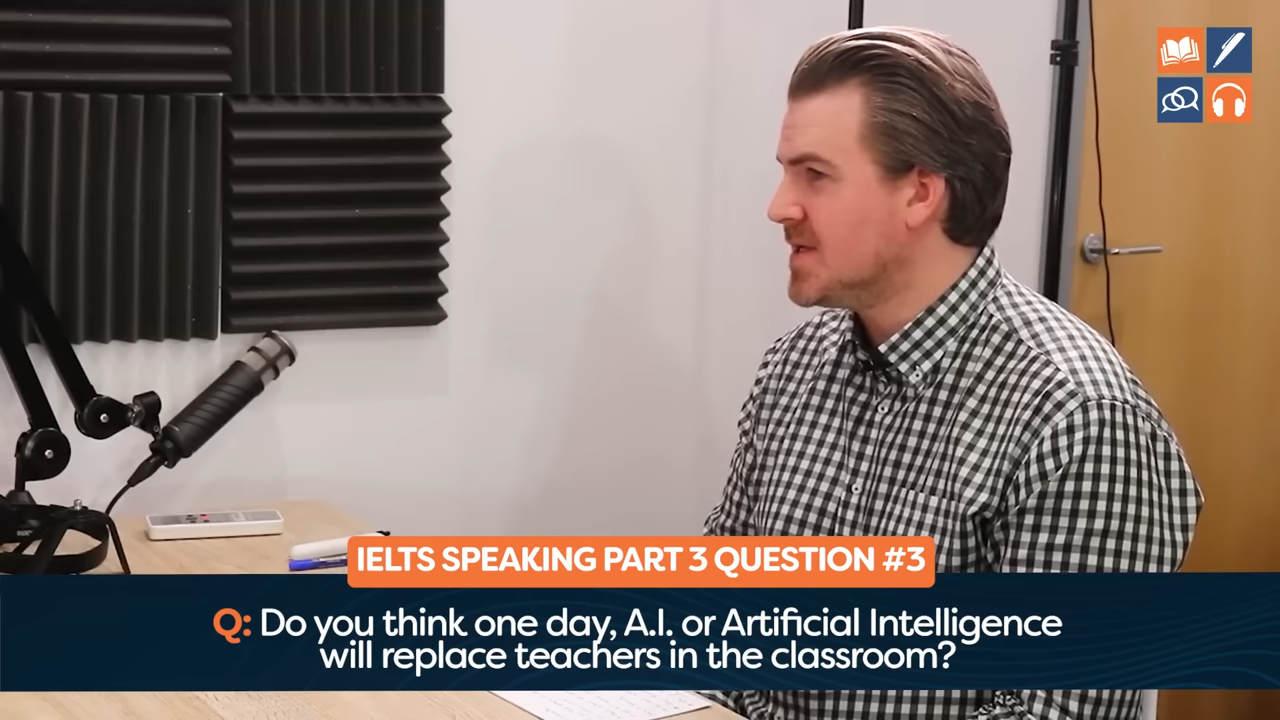 IELTS SPEAKING PART 3 QUESTION #3
Q: Do you think one day, A.I. or Artificial Intelligence
will replace teachers in the classroom?